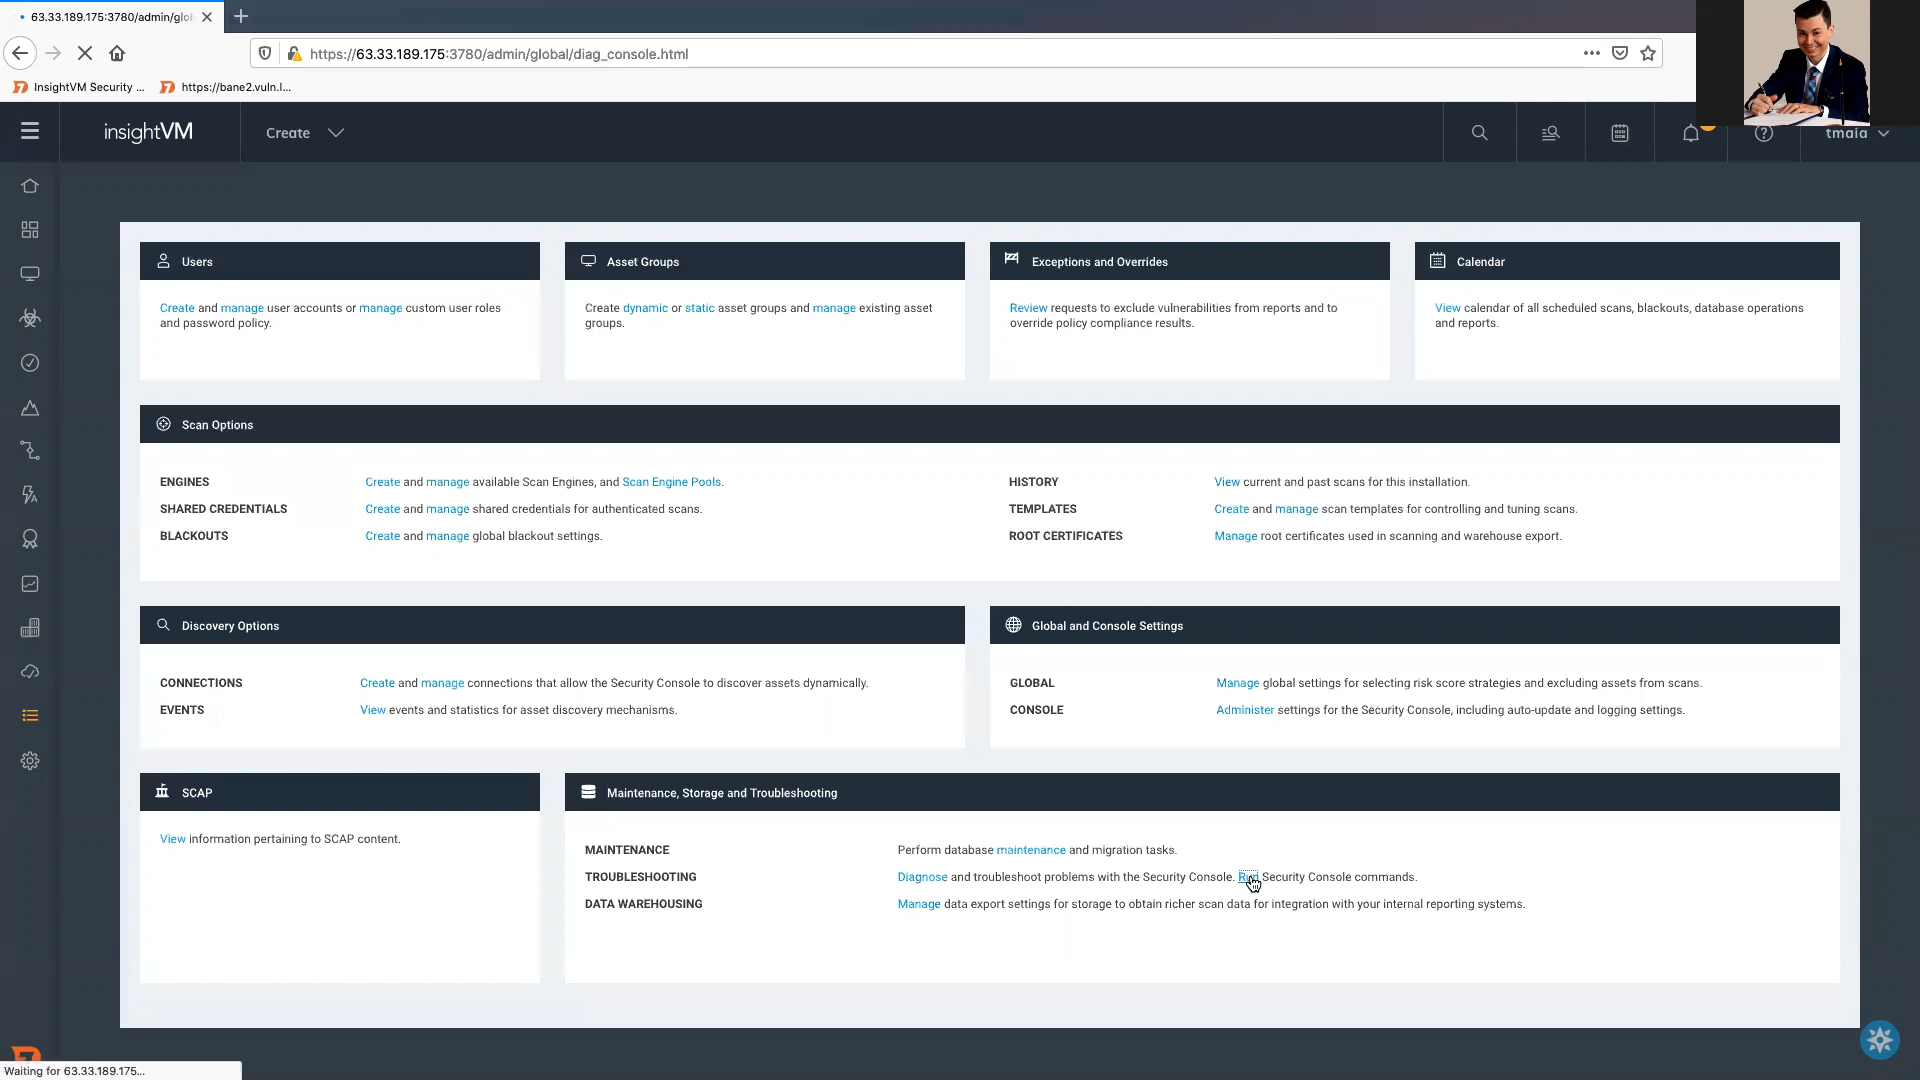 63.33.189.175:3780/admin/glo
https://63.33.189.175:3780/admin/global/diag_console.html
InsightVM Security ...
https://bane2.vuln.l...
insightVM
Create
tmaia
Users
Create and manage user accounts or manage custom user roles
and password policy.
Asset Groups
Create dynamic or static asset groups and manage existing asset
groups.
Exceptions and Overrides
Review requests to exclude vulnerabilities from reports and to
override policy compliance results.
Calendar
View calendar of all scheduled scans, blackouts, database operations
and reports.
Scan Options
ENGINES
Create and manage available Scan Engines, and Scan Engine Pools.
SHARED CREDENTIALS
Create and manage shared credentials for authenticated scans.
BLACKOUTS
Create and manage global blackout settings.
HISTORY
View current and past scans for this installation.
TEMPLATES
Create and manage scan templates for controlling and tuning scans.
ROOT CERTIFICATES
Manage root certificates used in scanning and warehouse export.
Discovery Options
CONNECTIONS
Create and manage connections that allow the Security Console to discover assets dynamically.
EVENTS
View events and statistics for asset discovery mechanisms.
Global and Console Settings
GLOBAL
Manage global settings for selecting risk score strategies and excluding assets from scans.
CONSOLE
Administer settings for the Security Console, including auto-update and logging settings.
SCAP
View information pertaining to SCAP content.
Maintenance, Storage and Troubleshooting
MAINTENANCE
Perform database maintenance and migration tasks.
TROUBLESHOOTING
Diagnose and troubleshoot problems with the Security Console. Run Security Console commands.
DATA WAREHOUSING
Manage data export settings for storage to obtain richer scan data for integration with your internal reporting systems.
Waiting for 63.33.189.175...